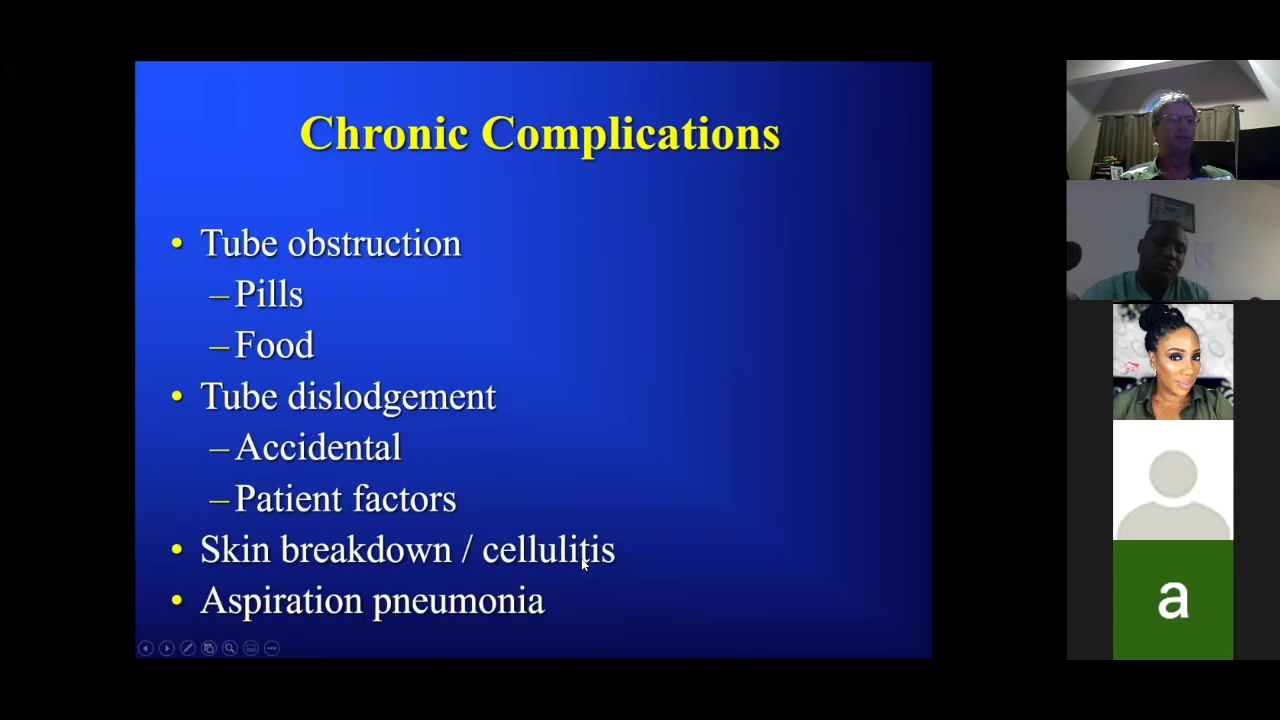 Chronic Complications
• Tube obstruction
– Pills
– Food
• Tube dislodgement
– Accidental
– Patient factors
• Skin breakdown / cellulitis
• Aspiration pneumonia
a